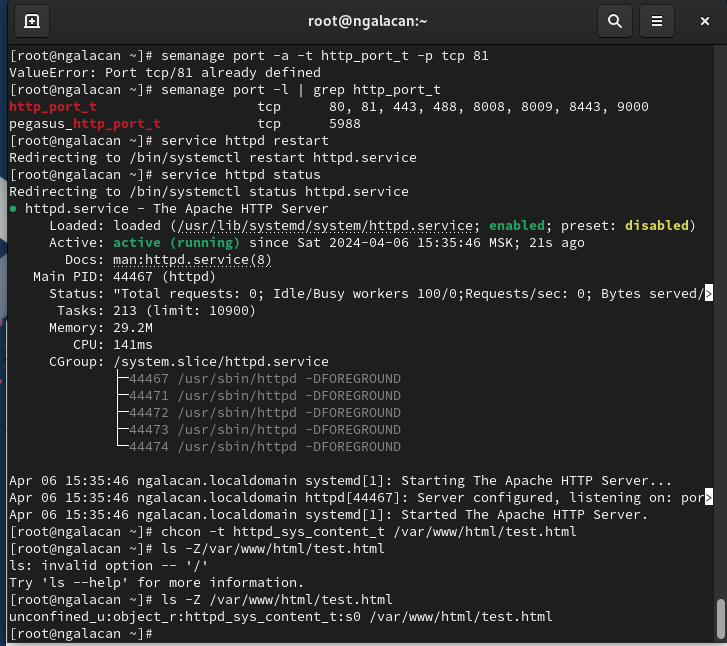 root@ngalacan:~
[root@ngalacan ~]# semanage port -a -t http_port_t -p tcp 81
ValueError: Port tcp/81 already defined
[root@ngalacan ~]# semanage port -l | grep http_port_t
http_port_t                    tcp      80, 81, 443, 488, 8008, 8009, 8443, 9000
pegasus_http_port_t            tcp      5988
[root@ngalacan ~]# service httpd restart
Redirecting to /bin/systemctl restart httpd.service
[root@ngalacan ~]# service httpd status
Redirecting to /bin/systemctl status httpd.service
● httpd.service - The Apache HTTP Server
     Loaded: loaded (/usr/lib/systemd/system/httpd.service; enabled; preset: disabled)
     Active: active (running) since Sat 2024-04-06 15:35:46 MSK; 21s ago
       Docs: man:httpd.service(8)
   Main PID: 44467 (httpd)
     Status: "Total requests: 0; Idle/Busy workers 100/0;Requests/sec: 0; Bytes served/>
      Tasks: 213 (limit: 10900)
     Memory: 29.2M
        CPU: 141ms
     CGroup: /system.slice/httpd.service
             ├─44467 /usr/sbin/httpd -DFOREGROUND
             ├─44471 /usr/sbin/httpd -DFOREGROUND
             ├─44472 /usr/sbin/httpd -DFOREGROUND
             ├─44473 /usr/sbin/httpd -DFOREGROUND
             └─44474 /usr/sbin/httpd -DFOREGROUND
Apr 06 15:35:46 ngalacan.localdomain systemd[1]: Starting The Apache HTTP Server...
Apr 06 15:35:46 ngalacan.localdomain httpd[44467]: Server configured, listening on: por>
Apr 06 15:35:46 ngalacan.localdomain systemd[1]: Started The Apache HTTP Server.
[root@ngalacan ~]# chcon -t httpd_sys_content_t /var/www/html/test.html
[root@ngalacan ~]# ls -Z/var/www/html/test.html
ls: invalid option -- '/'
Try 'ls --help' for more information.
[root@ngalacan ~]# ls -Z /var/www/html/test.html
unconfined_u:object_r:httpd_sys_content_t:s0 /var/www/html/test.html
[root@ngalacan ~]#